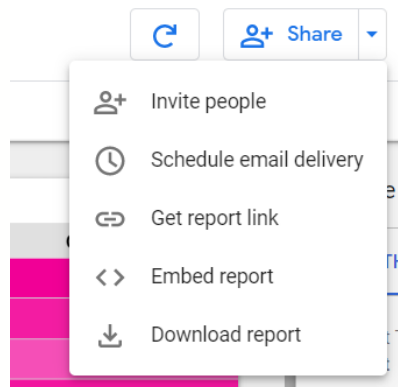 Share
Invite people
Schedule email delivery
Get report link
Embed report
Download report